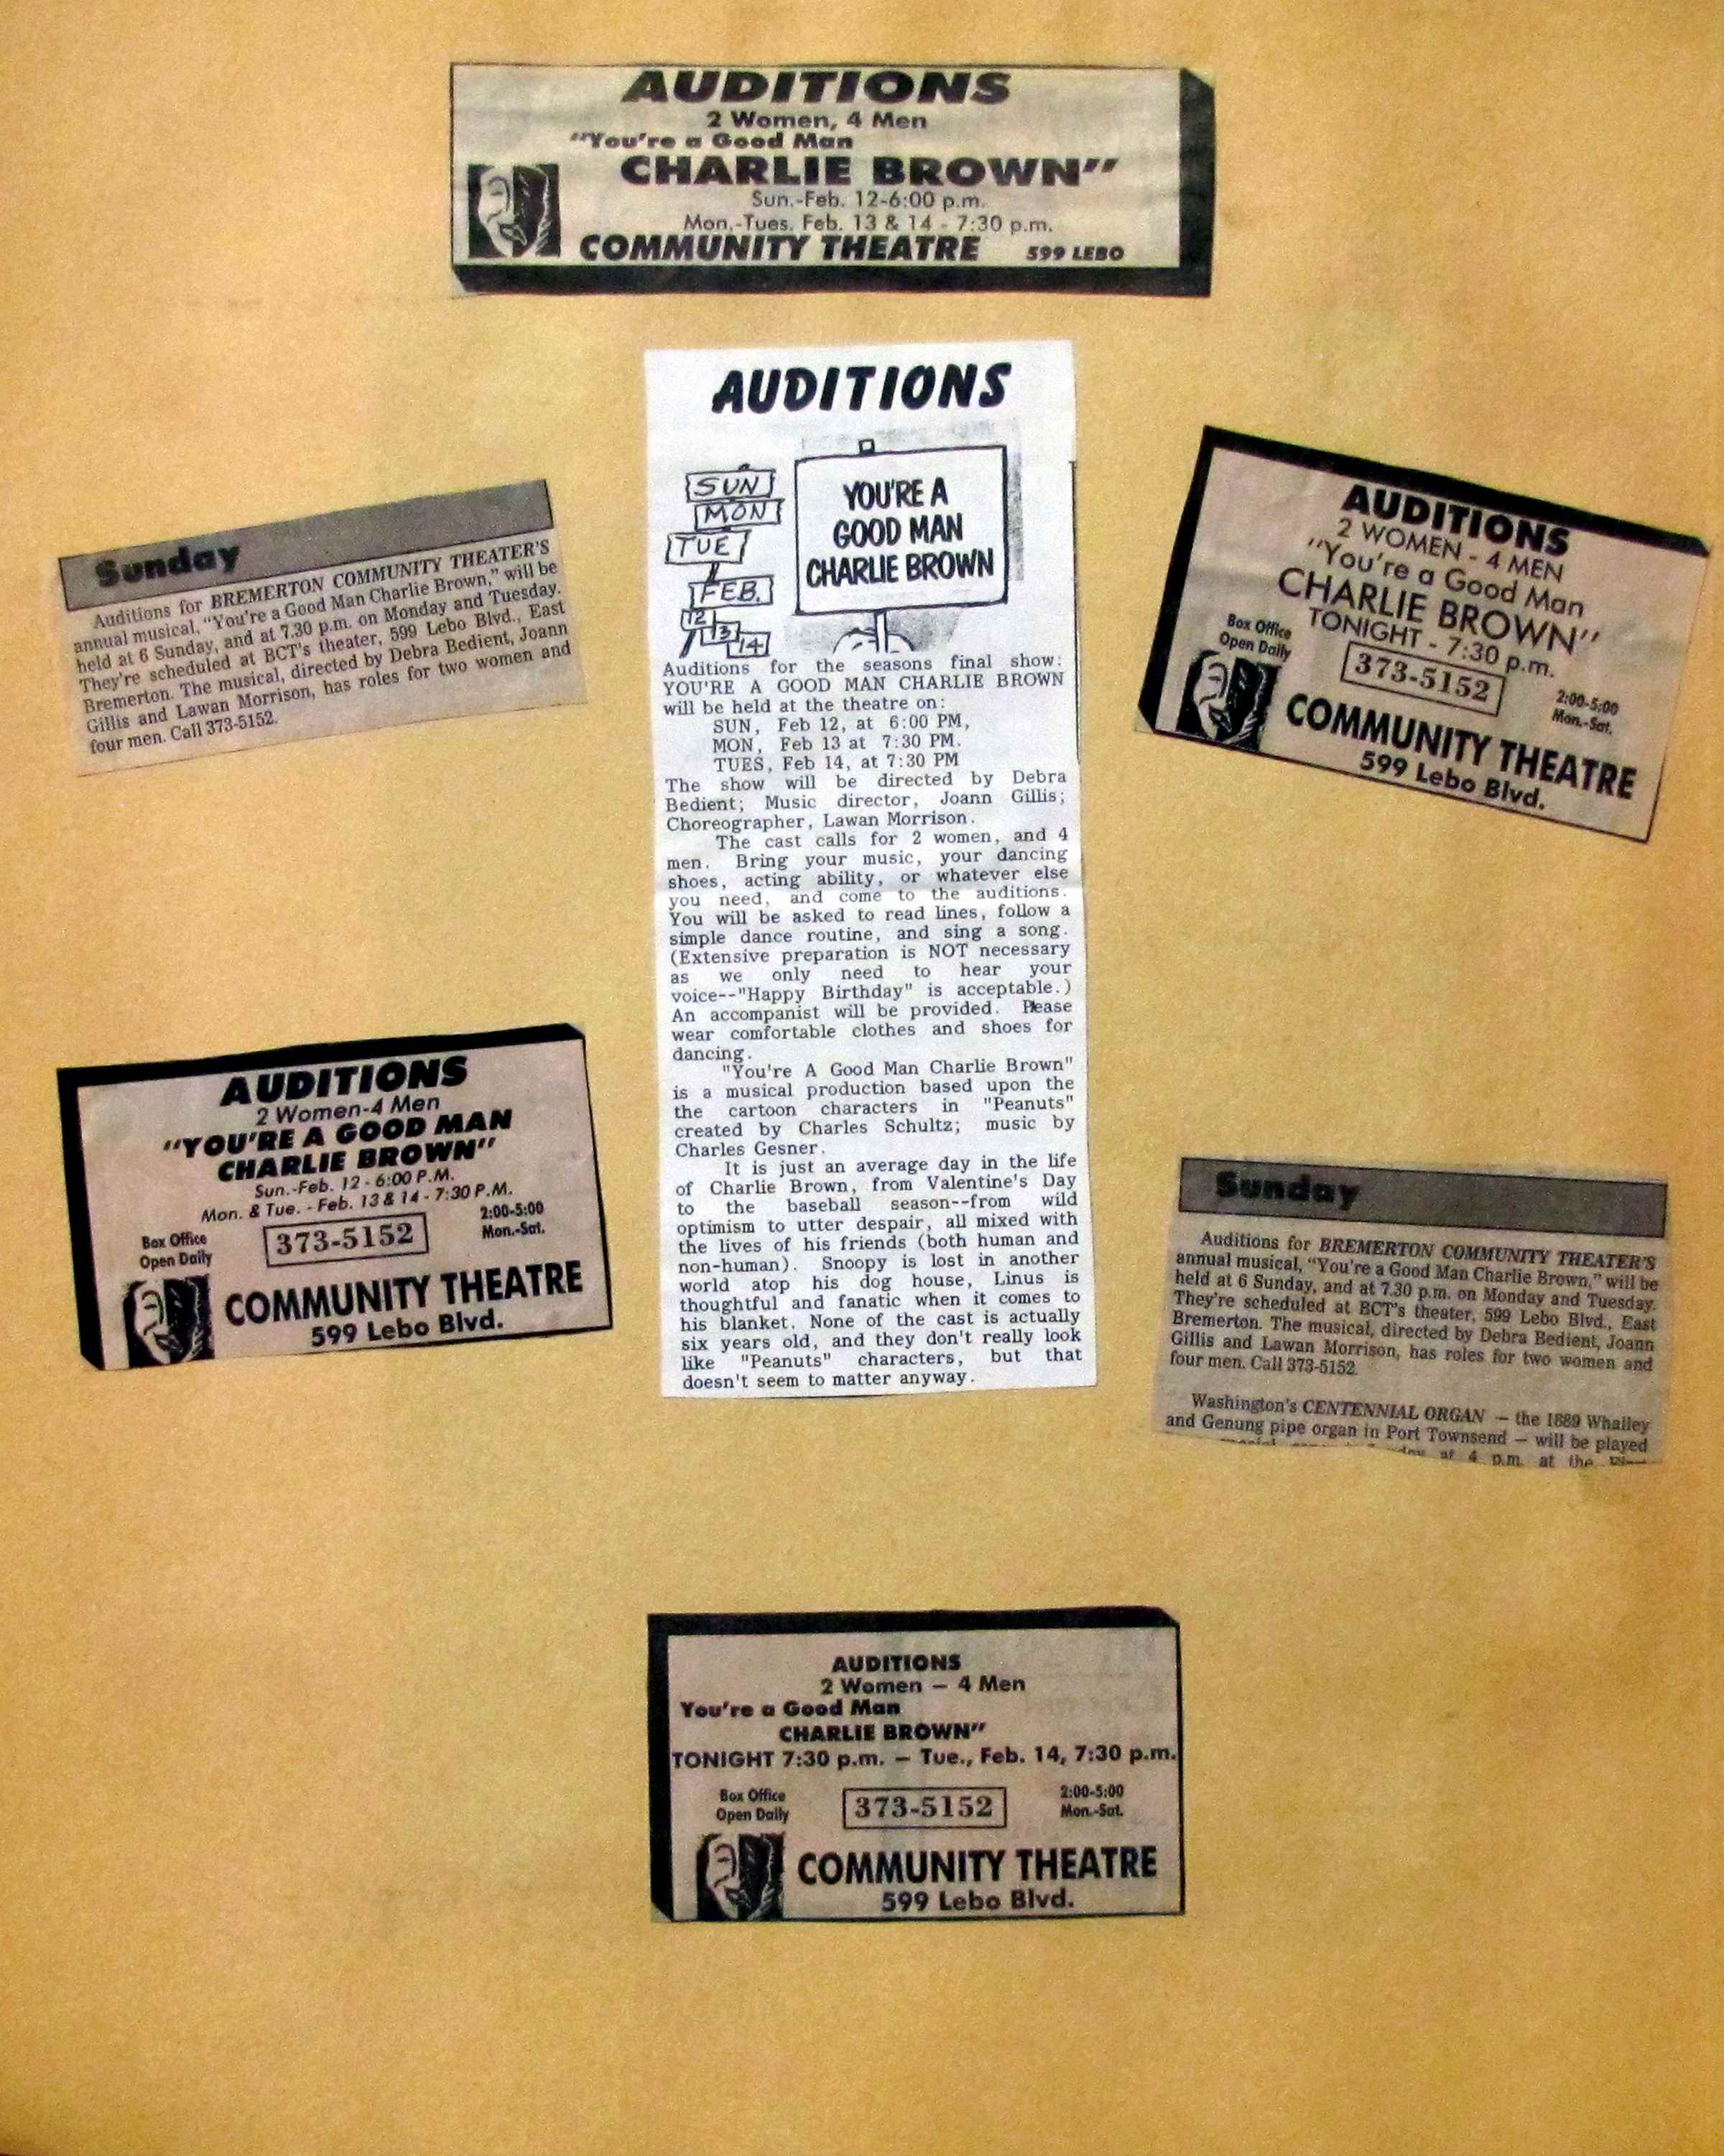 AUDITIONS
2 Women, 4 Men
"You're a Good Man
CHARLIE BROWN"
Sun.-Feb. 12-6:00 p.m.
Mon.-Tues. Feb. 13 & 14 - 7:30 p.m.
COMMUNITY THEATRE 599 LEBO
Sunday
Auditions for BREMERTON COMMUNITY THEATER'S
annual musical, "You're a Good Man Charlie Brown," will be
held at 6 Sunday, and at 7.30 p.m. on Monday and Tuesday.
They're scheduled at BCT's theater, 599 Lebo Blvd., East
Bremerton. The musical, directed by Debra Bedient, Joann
Gillis and Lawan Morrison, has roles for two women and
four men. Call 373-5152.
AUDITIONS
SUN
MON
TUE
FEB.
12
13
14
YOU'RE A
GOOD MAN
CHARLIE BROWN
Auditions for the seasons final show:
YOU'RE A GOOD MAN CHARLIE BROWN
will be held at the theatre on:
SUN, Feb 12, at 6:00 PM,
MON, Feb 13 at 7:30 PM.
TUES, Feb 14, at 7:30 PM
The show will be directed by Debra
Bedient; Music director, Joann Gillis;
Choreographer, Lawan Morrison.
The cast calls for 2 women, and 4
men. Bring your music, your dancing
shoes, acting ability, or whatever else
you need, and come to the auditions.
You will be asked to read lines, follow a
simple dance routine, and sing a song.
(Extensive preparation is NOT necessary
as we only need to hear your
voice--"Happy Birthday" is acceptable.)
An accompanist will be provided. Please
wear comfortable clothes and shoes for
dancing.
"You're A Good Man Charlie Brown"
is a musical production based upon the
the cartoon characters in "Peanuts"
created by Charles Schultz; music by
Charles Gesner.
It is just an average day in the life
of Charlie Brown, from Valentine's Day
to the baseball season--from wild
optimism to utter despair, all mixed with
the lives of his friends (both human and
non-human). Snoopy is lost in another
world atop his dog house, Linus is
thoughtful and fanatic when it comes to
his blanket. None of the cast is actually
six years old, and they don't really look
like "Peanuts" characters, but that
doesn't seem to matter anyway.
AUDITIONS
2 WOMEN - 4 MEN
"You're a Good Man
CHARLIE BROWN"
TONIGHT - 7:30 p.m.
Box Office
Open Daily
373-5152
2:00-5:00
Mon.-Sat.
COMMUNITY THEATRE
599 Lebo Blvd.
AUDITIONS
2 Women-4 Men
"YOU'RE A GOOD MAN
CHARLIE BROWN"
Sun.-Feb. 12 - 6:00 P.M.
Mon. & Tue. - Feb. 13 & 14 - 7:30 P.M.
Box Office
Open Daily
373-5152
2:00-5:00
Mon.-Sat.
COMMUNITY THEATRE
599 Lebo Blvd.
Sunday
Auditions for BREMERTON COMMUNITY THEATER'S
annual musical, "You're a Good Man Charlie Brown," will be
held at 6 Sunday, and at 7.30 p.m. on Monday and Tuesday.
They're scheduled at BCT's theater, 599 Lebo Blvd., East
Bremerton. The musical, directed by Debra Bedient, Joann
Gillis and Lawan Morrison, has roles for two women and
four men. Call 373-5152
Washington's CENTENNIAL ORGAN — the 1889 Whalley
and Genung pipe organ in Port Townsend — will be played
at 4 p.m. at the
AUDITIONS
2 Women — 4 Men
You're a Good Man
CHARLIE BROWN"
TONIGHT 7:30 p.m. — Tue., Feb. 14, 7:30 p.m.
Box Office
Open Daily
373-5152
2:00-5:00
Mon.-Sat.
COMMUNITY THEATRE
599 Lebo Blvd.